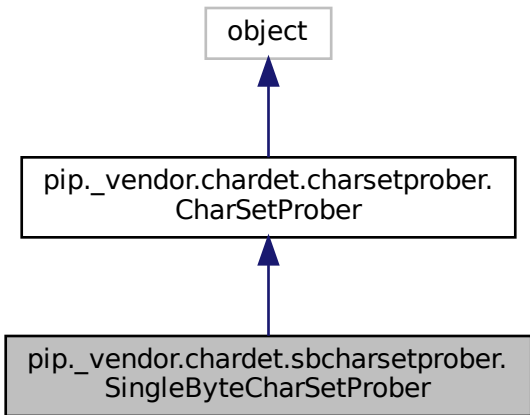 object
pip._vendor.chardet.charsetprober.
CharSetProber
pip._vendor.chardet.sbcharsetprober.
SingleByteCharSetProber